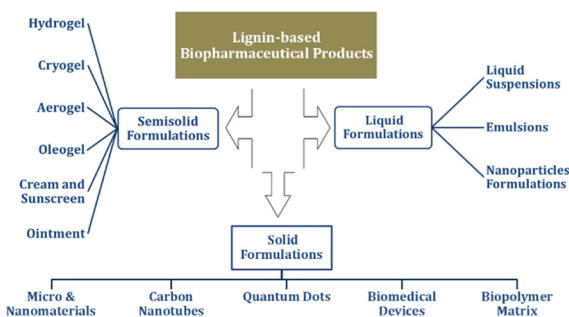 Lignin-based
Biopharmaceutical Products
Hydrogel
Cryogel
Aerogel
Oleogel
Cream and
Sunscreen
Ointment
Semisolid
Formulations
Liquid
Formulations
Liquid
Suspensions
Emulsions
Nanoparticles
Formulations
Solid
Formulations
Micro &
Nanomaterials
Carbon
Nanotubes
Quantum Dots
Biomedical
Devices
Biopolymer
Matrix